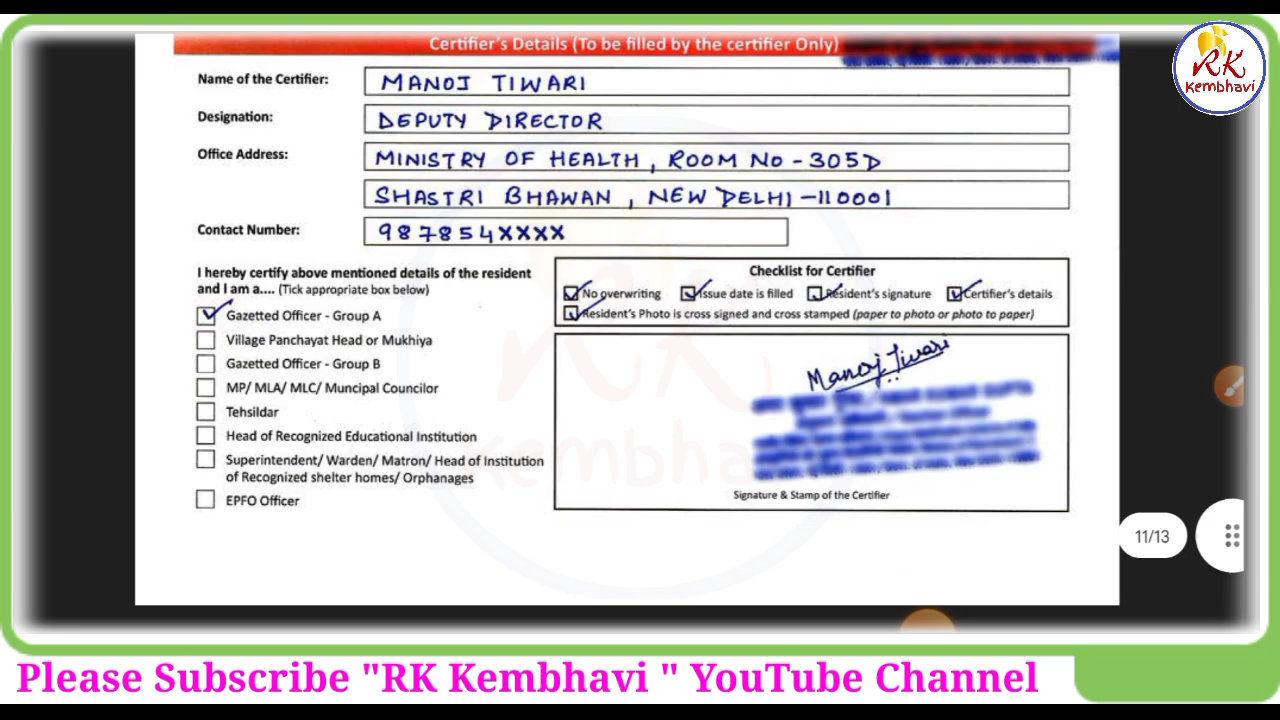 Certifier's Details (To be filled by the certifier Only)
RK
Kembhavi
Name of the Certifier: MANOJ TIWARI
Designation: DEPUTY DIRECTOR
Office Address: MINISTRY OF HEALTH, ROOM NO - 305D
SHASTRI BHAWAN, NEW DELHI - 110001
Contact Number: 987854XXXX
I hereby certify above mentioned details of the resident
and I am a.... (Tick appropriate box below)
Gazetted Officer - Group A
Village Panchayat Head or Mukhiya
Gazetted Officer - Group B
MP/ MLA/ MLC/ Muncipal Councilor
Tehsildar
Head of Recognized Educational Institution
Superintendent/ Warden/ Matron/ Head of Institution
of Recognized shelter homes/ Orphanages
EPFO Officer
Checklist for Certifier
No overwriting Issue date is filled Resident's signature Certifier's details
Resident's Photo is cross signed and cross stamped (paper to photo or photo to paper)
Manoj Tiwari
Signature & Stamp of the Certifier
RK
Kembhavi
11/13
Please Subscribe "RK Kembhavi " YouTube Channel